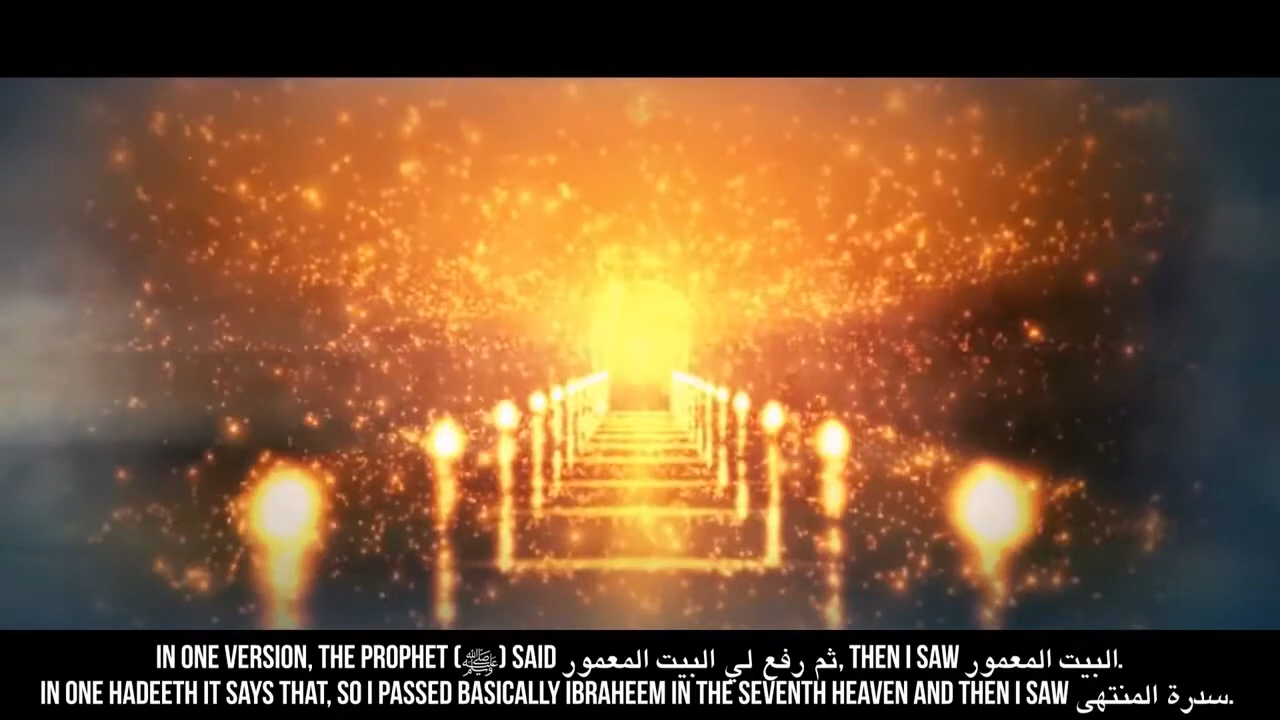 IN ONE VERSION, THE PROPHET (ﷺ) SAID ثم رفع لي البيت المعمور, THEN I SAW البيت المعمور.
IN ONE HADEETH IT SAYS THAT, SO I PASSED BASICALLY IBRAHEEM IN THE SEVENTH HEAVEN AND THEN I SAW سدرة المنتهى.